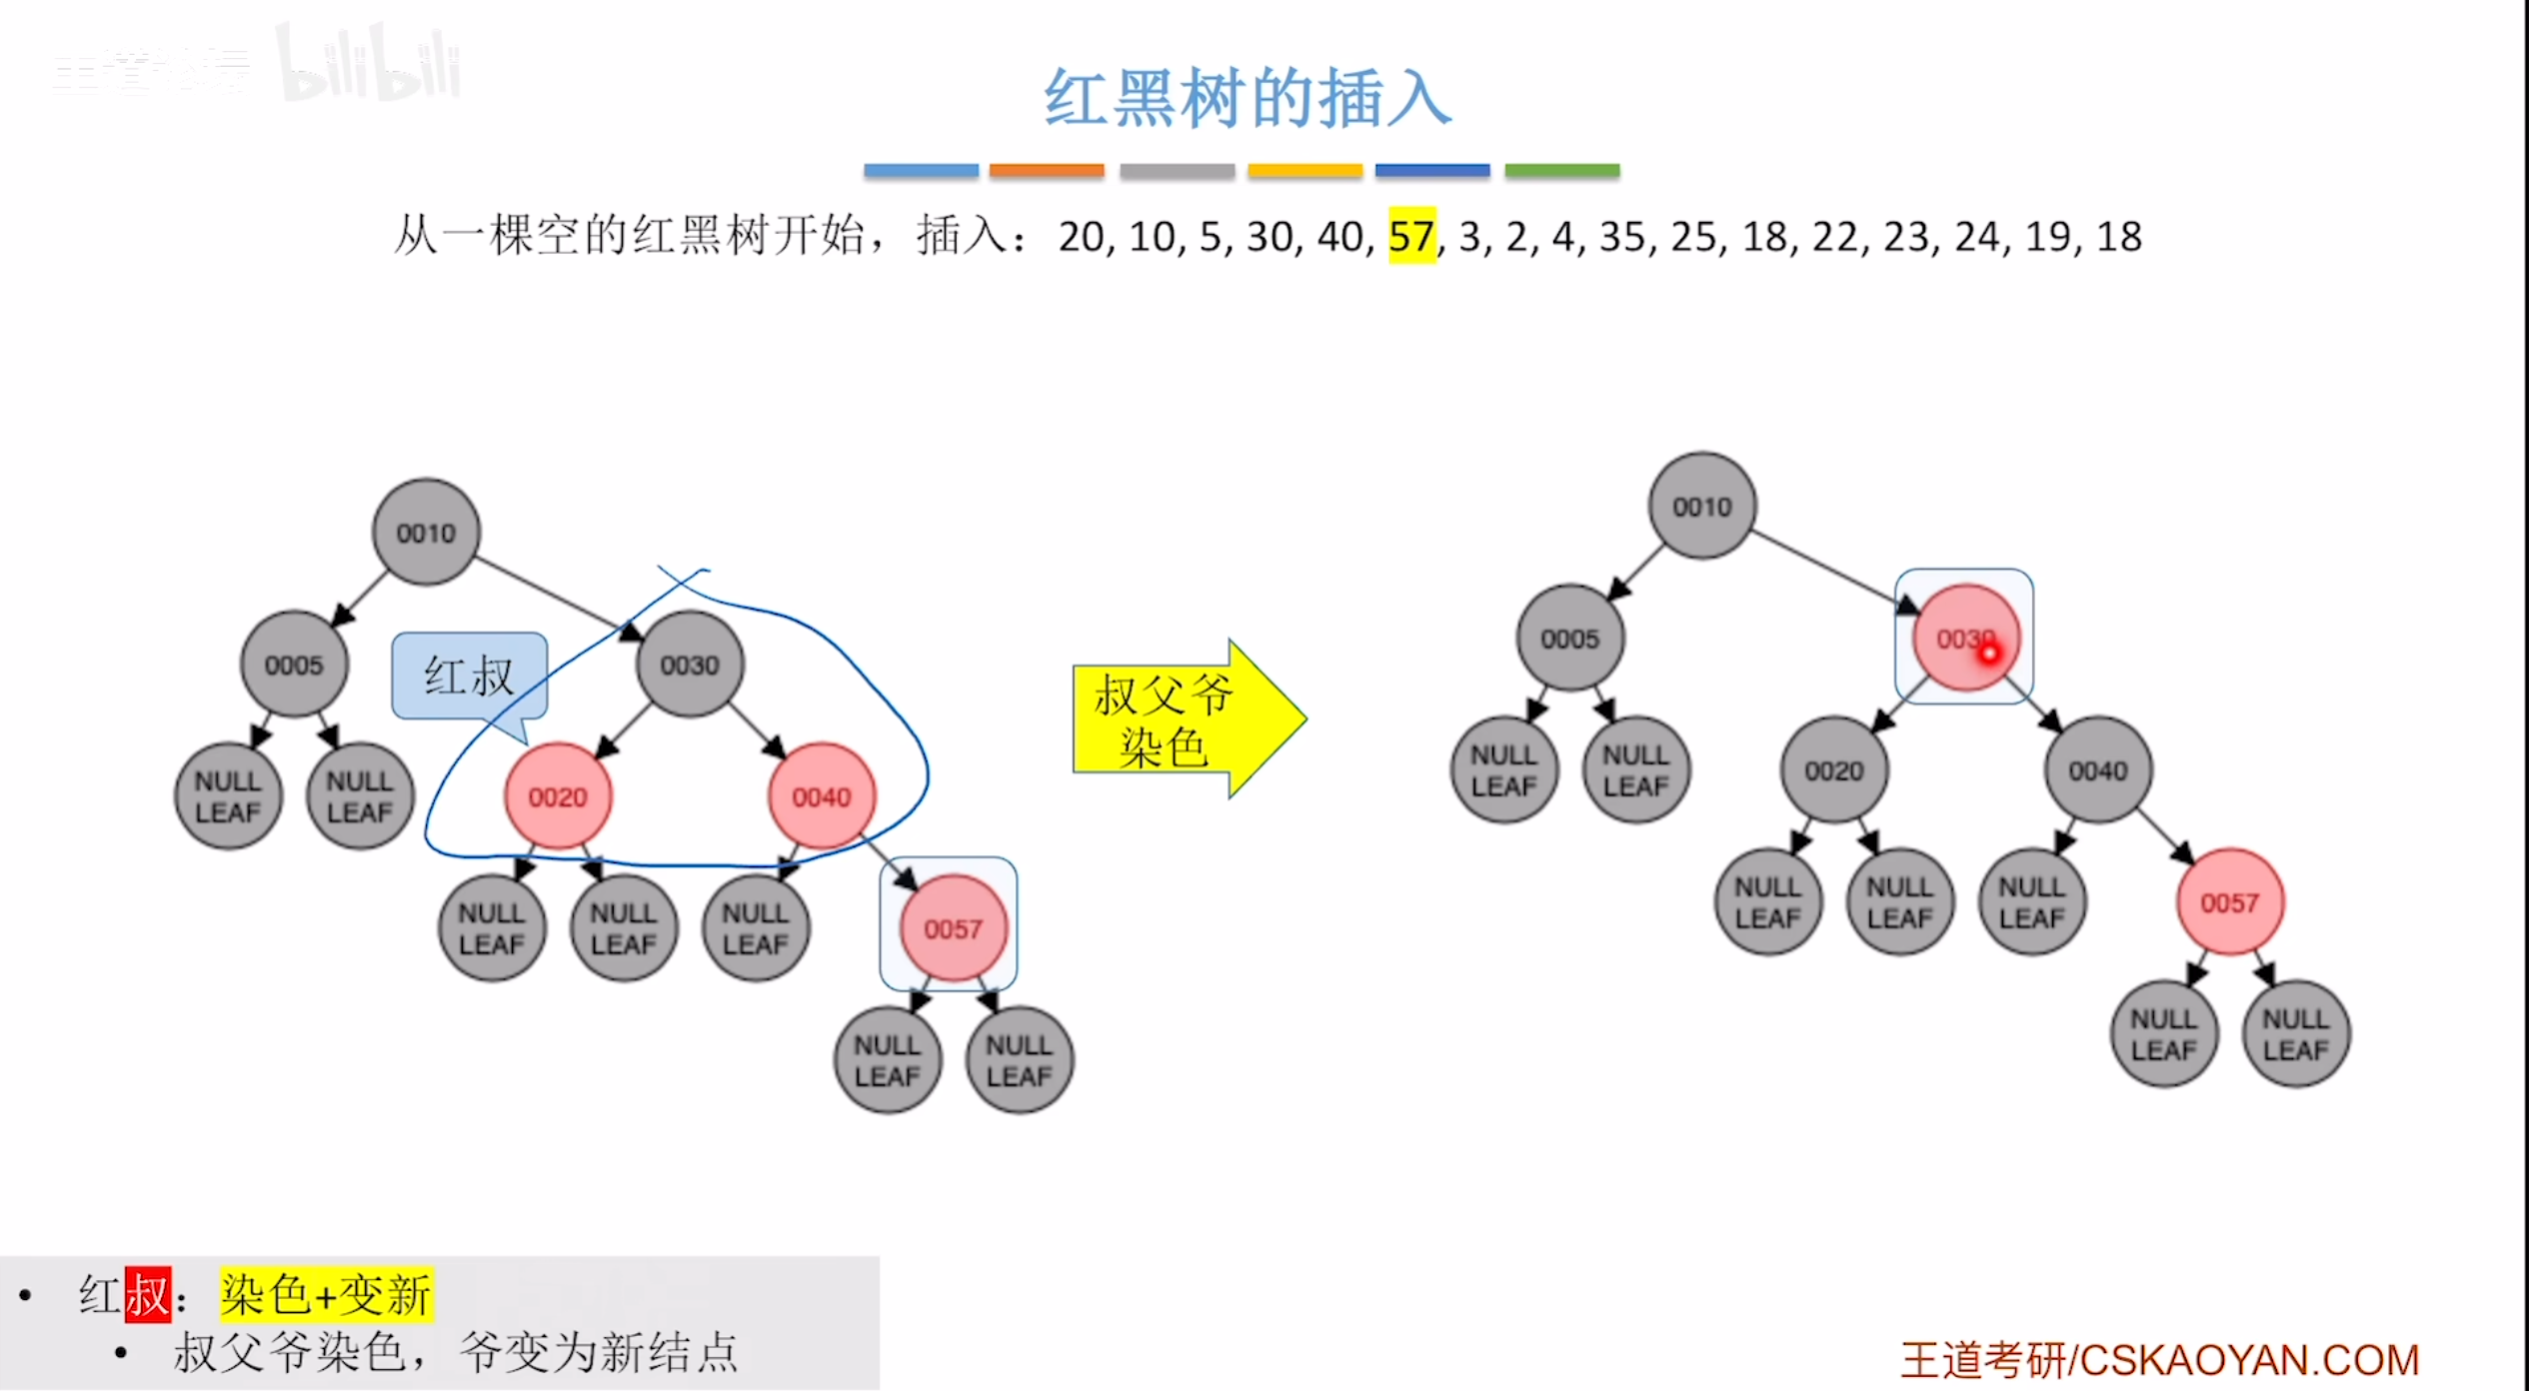 bilibili
红黑树的插入
从一棵空的红黑树开始，插入：20, 10, 5, 30, 40, 57, 3, 2, 4, 35, 25, 18, 22, 23, 24, 19, 18
0010
0005
0030
红叔
NULL LEAF
NULL LEAF
0020
0040
NULL LEAF
NULL LEAF
NULL LEAF
0057
NULL LEAF
NULL LEAF
叔父爷
染色
0010
0005
0030
NULL LEAF
NULL LEAF
0020
0040
NULL LEAF
NULL LEAF
NULL LEAF
0057
NULL LEAF
NULL LEAF
• 红叔：染色+变新
• 叔父爷染色，爷变为新结点
王道考研/CSKAOYAN.COM